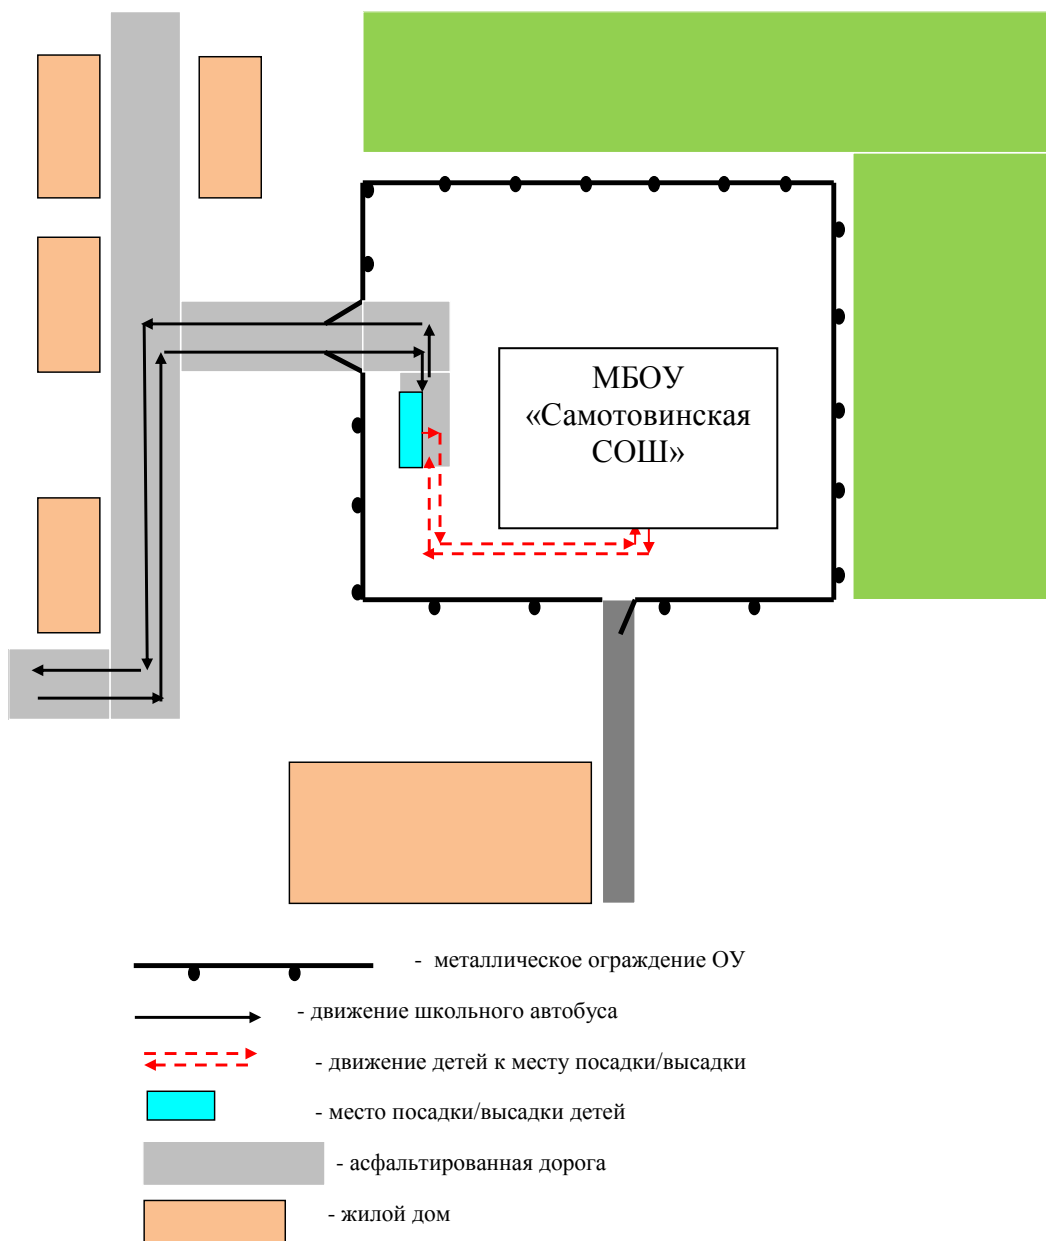 МБОУ
«Самотовинская
СОШ»
- металлическое ограждение ОУ
- движение школьного автобуса
- движение детей к месту посадки/высадки
- место посадки/высадки детей
- асфальтированная дорога
- жилой дом